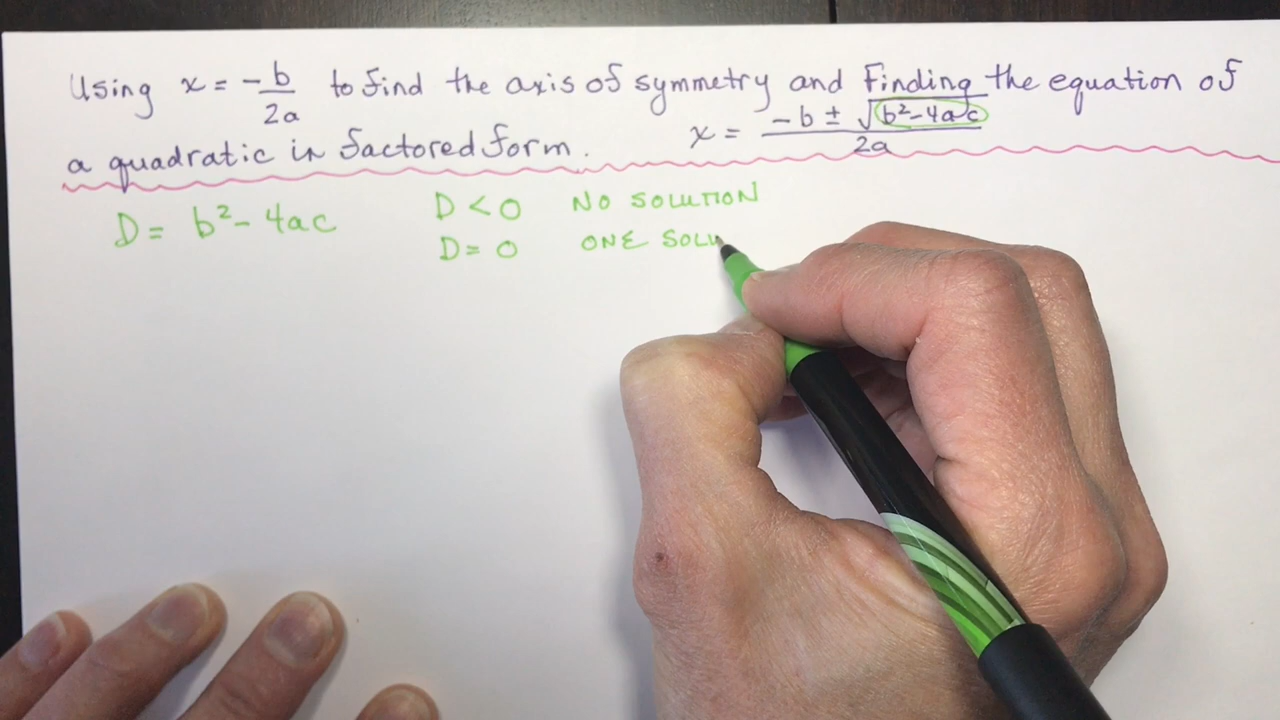 Using x = -b/2a to find the axis of symmetry and Finding the equation of
a quadratic in factored form. x = -b ± √b²-4ac / 2a
D = b²-4ac D < 0 NO SOLUTION
D = 0 ONE SOLU